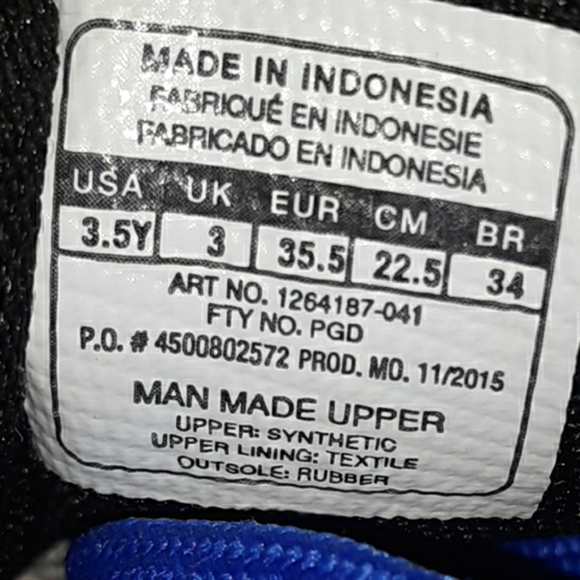 MADE IN INDONESIA
FABRIQUÉ EN INDONESIE
FABRICADO EN INDONESIA
USA UK EUR CM BR
3.5Y 3 35.5 22.5 34
ART NO. 1264187-041
FTY NO. PGD
P.O. # 4500802572 PROD. MO. 11/2015
MAN MADE UPPER
UPPER: SYNTHETIC
UPPER LINING: TEXTILE
OUTSOLE: RUBBER